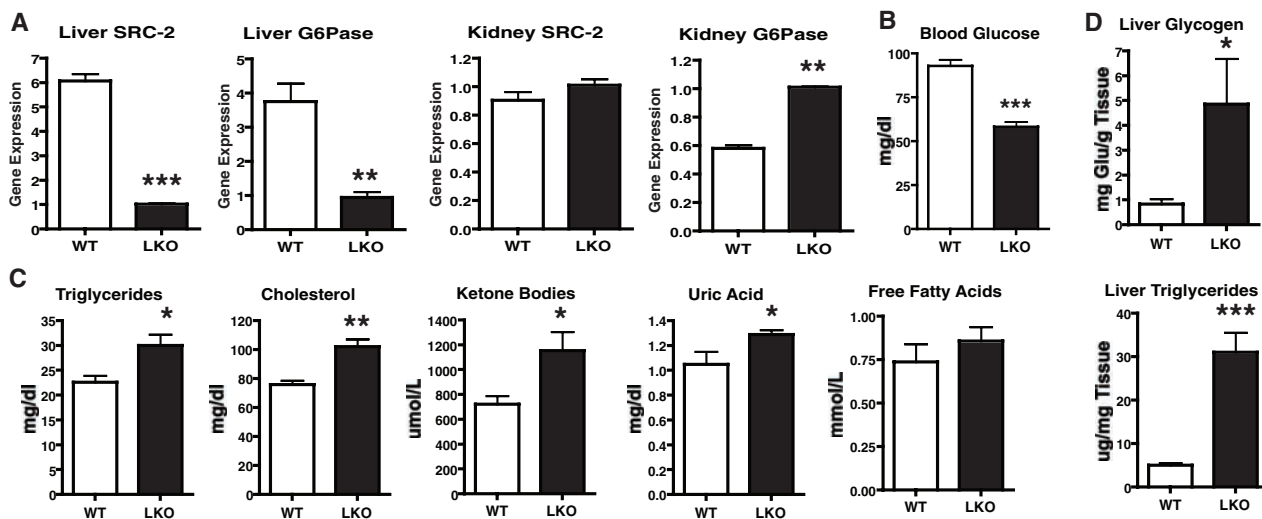 A
Liver SRC-2
Gene Expression
7
6
5
4
3
2
1
0
***
WT
LKO
Liver G6Pase
Gene Expression
5
4
3
2
1
0
**
WT
LKO
Kidney SRC-2
Gene Expression
1.2
1.0
0.8
0.6
0.4
0.2
0.0
WT
LKO
Kidney G6Pase
Gene Expression
1.2
1.0
0.8
0.6
0.4
0.2
0.0
**
WT
LKO
B
Blood Glucose
mg/dl
100
75
50
25
0
***
WT
LKO
D
Liver Glycogen
mg Glu/g Tissue
7
6
5
4
3
2
1
0
*
WT
LKO
C
Triglycerides
mg/dl
35
30
25
20
15
10
5
0
*
WT
LKO
Cholesterol
mg/dl
120
100
80
60
40
20
0
**
WT
LKO
Ketone Bodies
umol/L
1400
1200
1000
800
600
400
200
0
*
WT
LKO
Uric Acid
mg/dl
1.4
1.2
1.0
0.8
0.6
0.4
0.2
0.0
*
WT
LKO
Free Fatty Acids
mmol/L
1.00
0.75
0.50
0.25
0.00
WT
LKO
Liver Triglycerides
ug/mg Tissue
40
30
20
10
0
***
WT
LKO